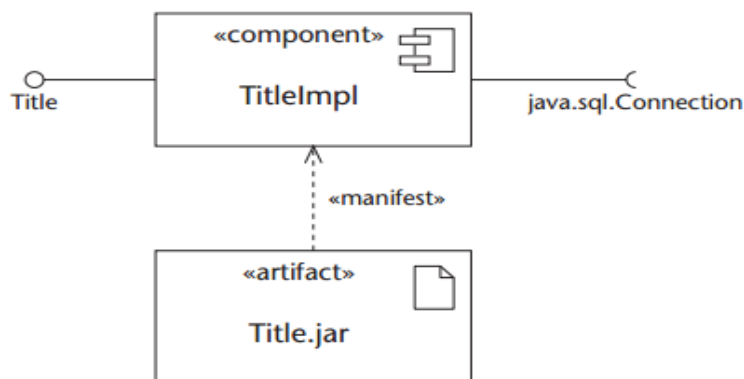 «component»
TitleImpl
Title
java.sql.Connection
«manifest»
«artifact»
Title.jar